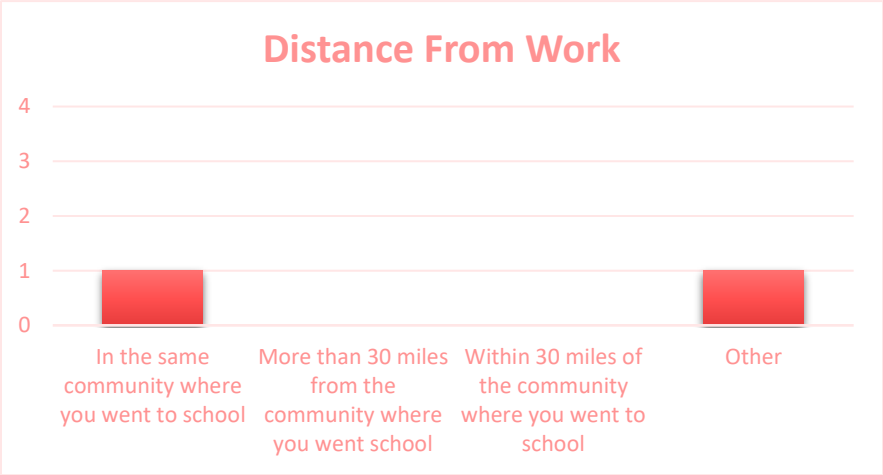 Distance From Work
4
3
2
1
0
In the same
community where
you went to school
More than 30 miles
from the
community where
you went school
Within 30 miles of
the community
where you went to
school
Other